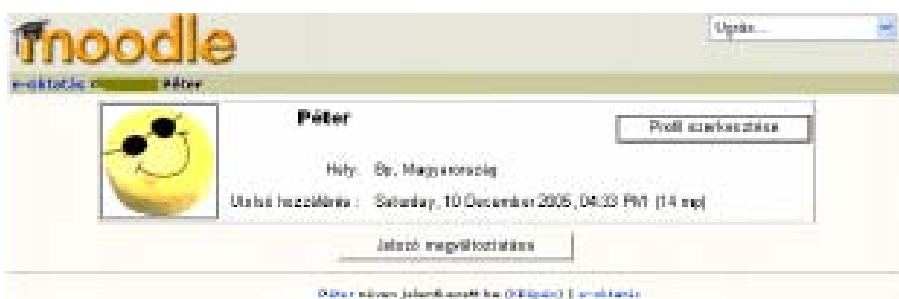 moodle
Ugrás...
e-oktatás Péter
Péter
Profil szerkesztése
Hely: Bp, Magyarország
Utolsó hozzáférés: Saturday, 10 December 2005, 04:33 PM (14 mp)
Jelszó megváltoztatása
Péter néven jelentkezett be (Kilépés) | e-oktatás